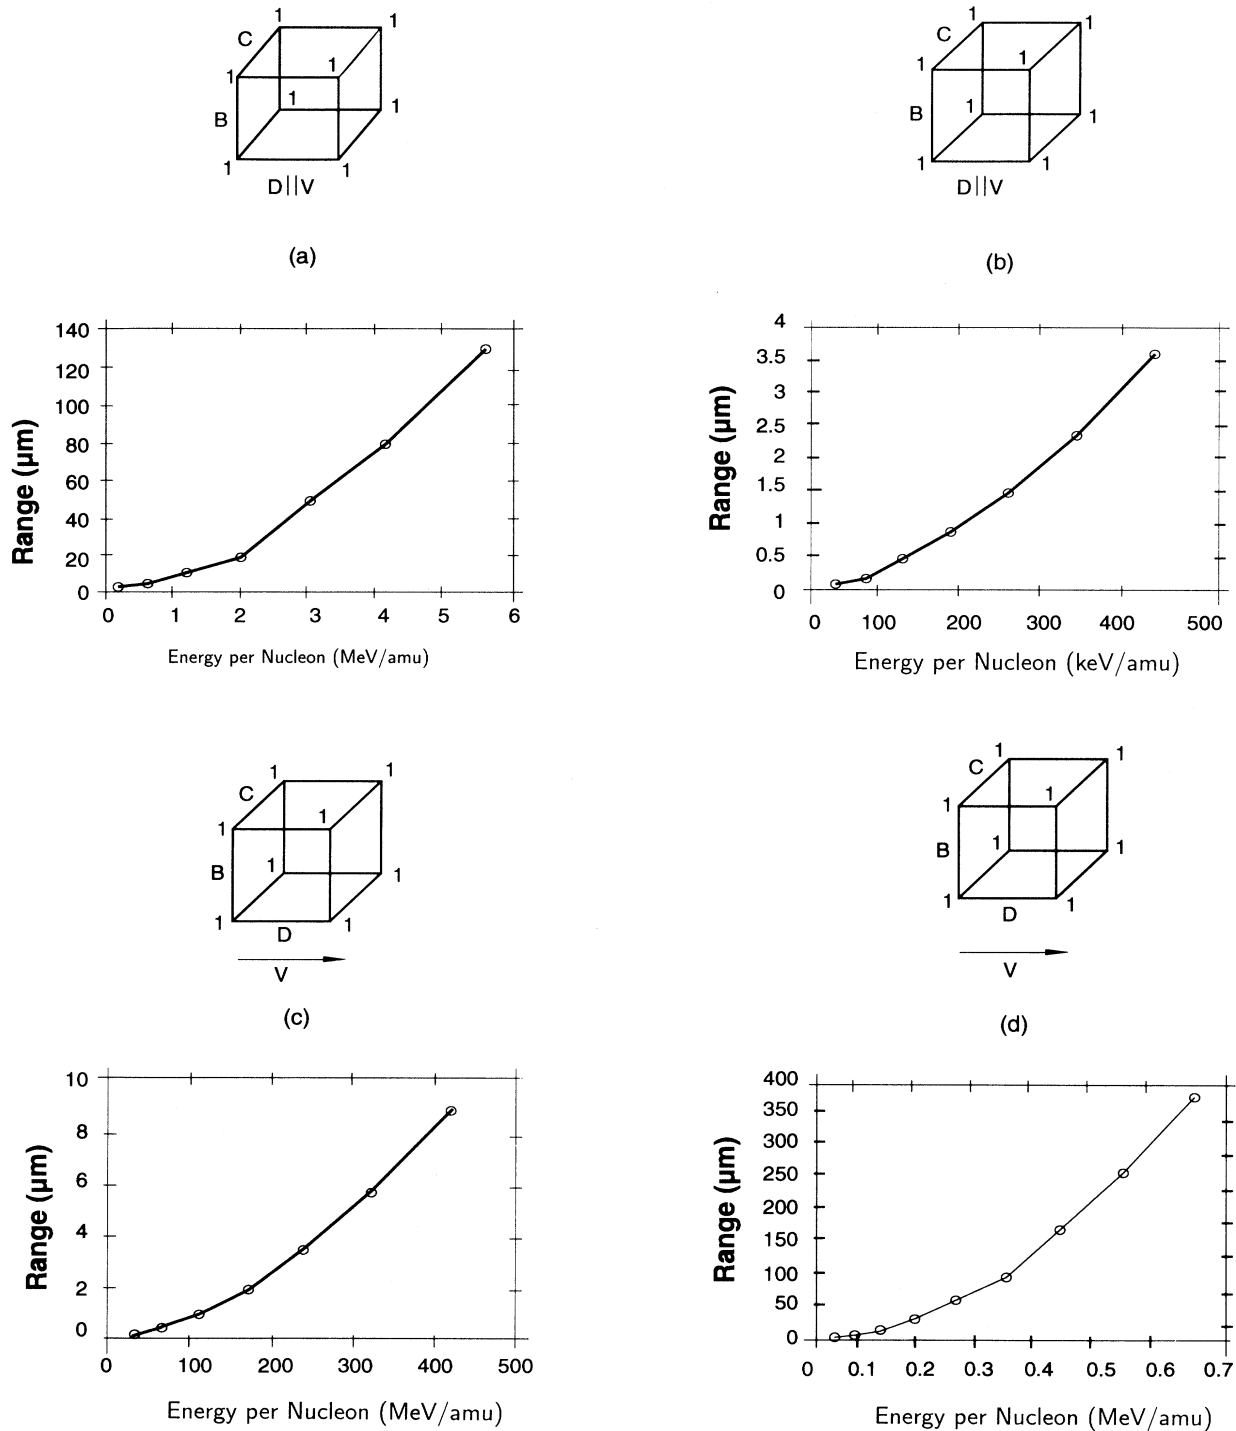 1 1
C
1 1
1 1
B
1 1
D||V
(a)
1 1
C
1 1
1 1
B
1 1
D||V
(b)
140
120
100
80
60
40
20
0
Range (µm)
0 1 2 3 4 5 6
Energy per Nucleon (MeV/amu)
4
3.5
3
2.5
2
1.5
1
0.5
0
Range (µm)
0 100 200 300 400 500
Energy per Nucleon (keV/amu)
1 1
C
1 1
1 1
B
1 1
D
V
(c)
1 1
C
1 1
1 1
B
1 1
D
V
(d)
10
8
6
4
2
0
Range (µm)
0 100 200 300 400 500
Energy per Nucleon (MeV/amu)
400
350
300
250
200
150
100
50
0
Range (µm)
0 0.1 0.2 0.3 0.4 0.5 0.6 0.7
Energy per Nucleon (MeV/amu)